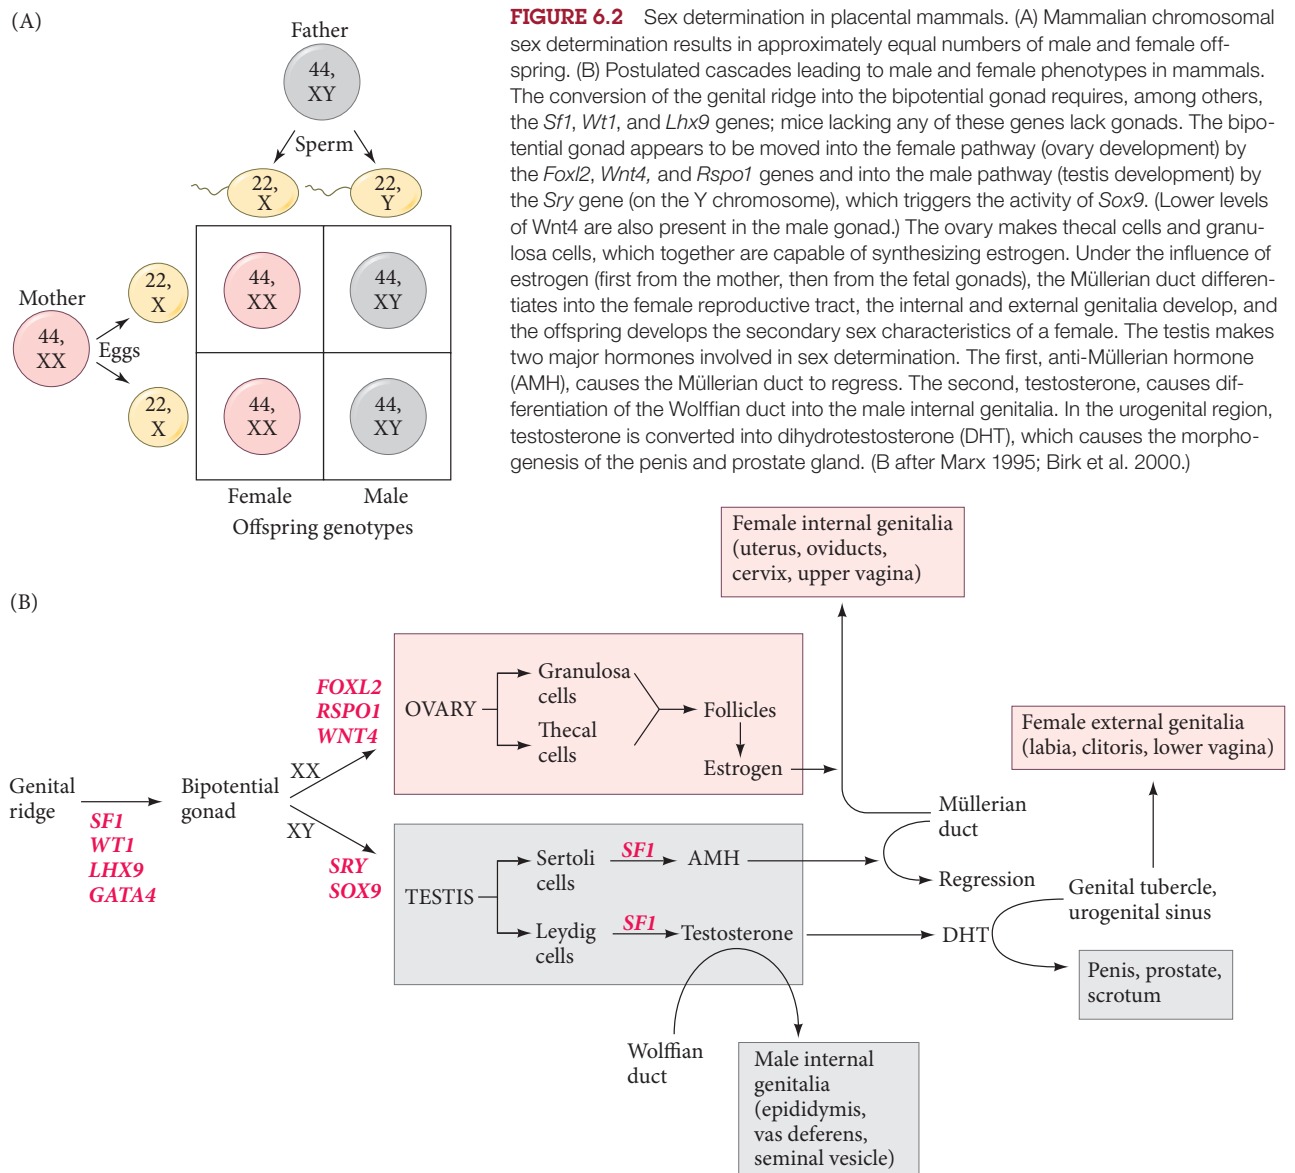 (A)
Father
44,
XY
Sperm
22,
X
22,
Y
Mother
44,
XX
Eggs
22,
X
22,
X
44,
XX
44,
XY
44,
XX
44,
XY
Female
Male
Offspring genotypes
FIGURE 6.2 Sex determination in placental mammals. (A) Mammalian chromosomal
sex determination results in approximately equal numbers of male and female off-
spring. (B) Postulated cascades leading to male and female phenotypes in mammals.
The conversion of the genital ridge into the bipotential gonad requires, among others,
the Sf1, Wt1, and Lhx9 genes; mice lacking any of these genes lack gonads. The bipo-
tential gonad appears to be moved into the female pathway (ovary development) by
the Foxl2, Wnt4, and Rspo1 genes and into the male pathway (testis development) by
the Sry gene (on the Y chromosome), which triggers the activity of Sox9. (Lower levels
of Wnt4 are also present in the male gonad.) The ovary makes thecal cells and granu-
losa cells, which together are capable of synthesizing estrogen. Under the influence of
estrogen (first from the mother, then from the fetal gonads), the Müllerian duct differen-
tiates into the female reproductive tract, the internal and external genitalia develop, and
the offspring develops the secondary sex characteristics of a female. The testis makes
two major hormones involved in sex determination. The first, anti-Müllerian hormone
(AMH), causes the Müllerian duct to regress. The second, testosterone, causes dif-
ferentiation of the Wolffian duct into the male internal genitalia. In the urogenital region,
testosterone is converted into dihydrotestosterone (DHT), which causes the morpho-
genesis of the penis and prostate gland. (B after Marx 1995; Birk et al. 2000.)
(B)
Genital
ridge
SF1
WT1
LHX9
GATA4
Bipotential
gonad
XX
XY
FOXL2
RSPO1
WNT4
SRY
SOX9
OVARY
Granulosa
cells
Thecal
cells
Follicles
Estrogen
TESTIS
Sertoli
cells
SF1
AMH
Leydig
cells
SF1
Testosterone
Wolffian
duct
Male internal
genitalia
(epididymis,
vas deferens,
seminal vesicle)
Female internal genitalia
(uterus, oviducts,
cervix, upper vagina)
Müllerian
duct
Regression
DHT
Female external genitalia
(labia, clitoris, lower vagina)
Genital tubercle,
urogenital sinus
Penis, prostate,
scrotum